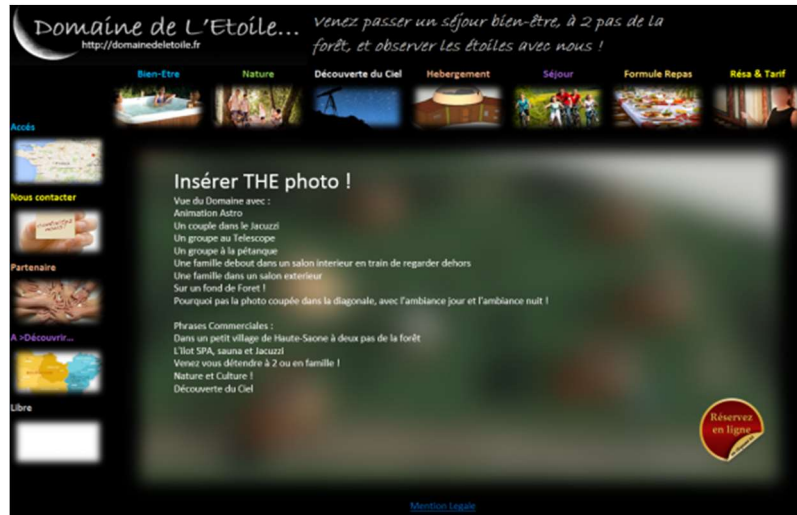 Domaine de L'Etoile...
http://domainedeletoile.fr
Venez passer un séjour bien-être, à 2 pas de la
forêt, et observer les étoiles avec nous !
Bien-Etre
Nature
Découverte du Ciel
Hebergement
Séjour
Formule Repas
Résa & Tarif
Accés
Nous contacter
Partenaire
A >Découvrir...
Libre
Insérer THE photo !
Vue du Domaine avec :
Animation Astro
Un couple dans le Jacuzzi
Un groupe au Telescope
Un groupe à la pétanque
Une famille debout dans un salon interieur en train de regarder dehors
Une famille dans un salon exterieur
Sur un fond de Foret !
Pourquoi pas la photo coupée dans la diagonale, avec l'ambiance jour et l'ambiance nuit !
Phrases Commerciales :
Dans un petit village de Haute-Saone à deux pas de la forêt
L'îlot SPA, sauna et Jacuzzi
Venez vous détendre à 2 ou en famille !
Nature et Culture !
Découverte du Ciel
Réservez
en ligne
Mention Legale